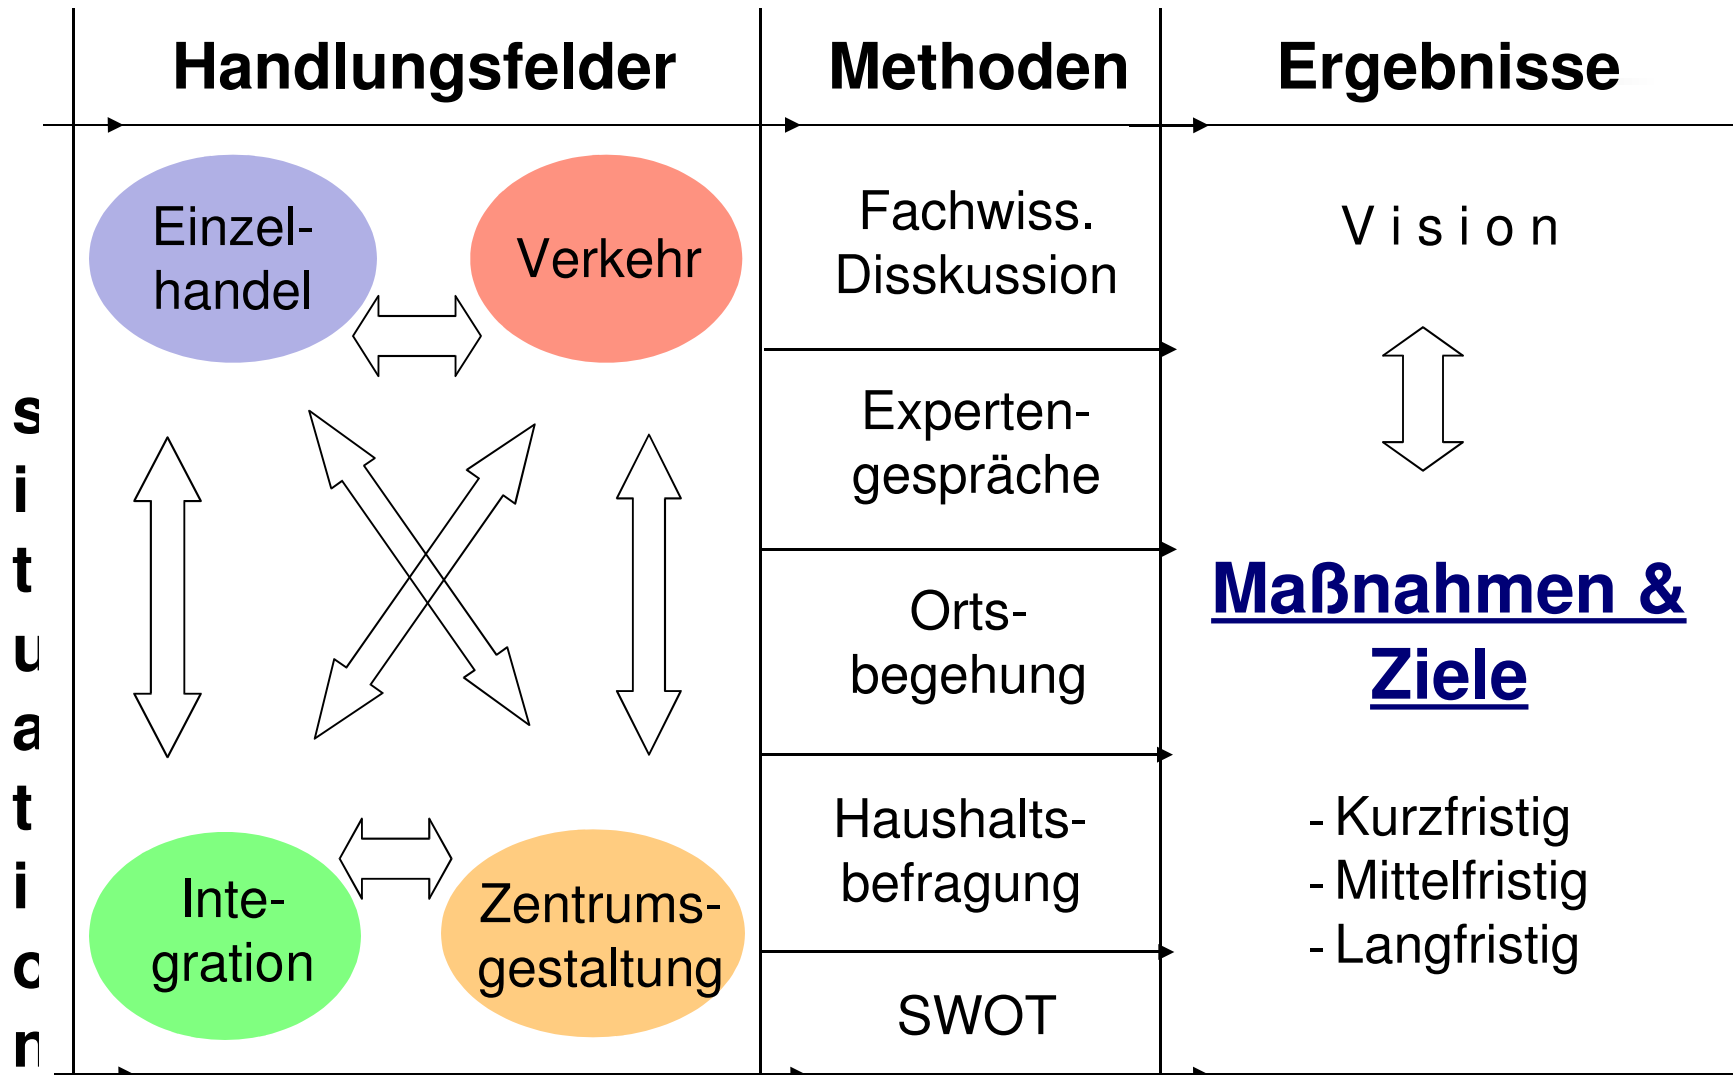 Handlungsfelder
Methoden
Ergebnisse
Einzel-
handel
Verkehr
Inte-
gration
Zentrums-
gestaltung
Fachwiss.
Disskussion
Experten-
gespräche
Orts-
begehung
Haushalts-
befragung
SWOT
Vision
Maßnahmen &
Ziele
- Kurzfristig
- Mittelfristig
- Langfristig
s
i
t
u
a
t
i
o
n